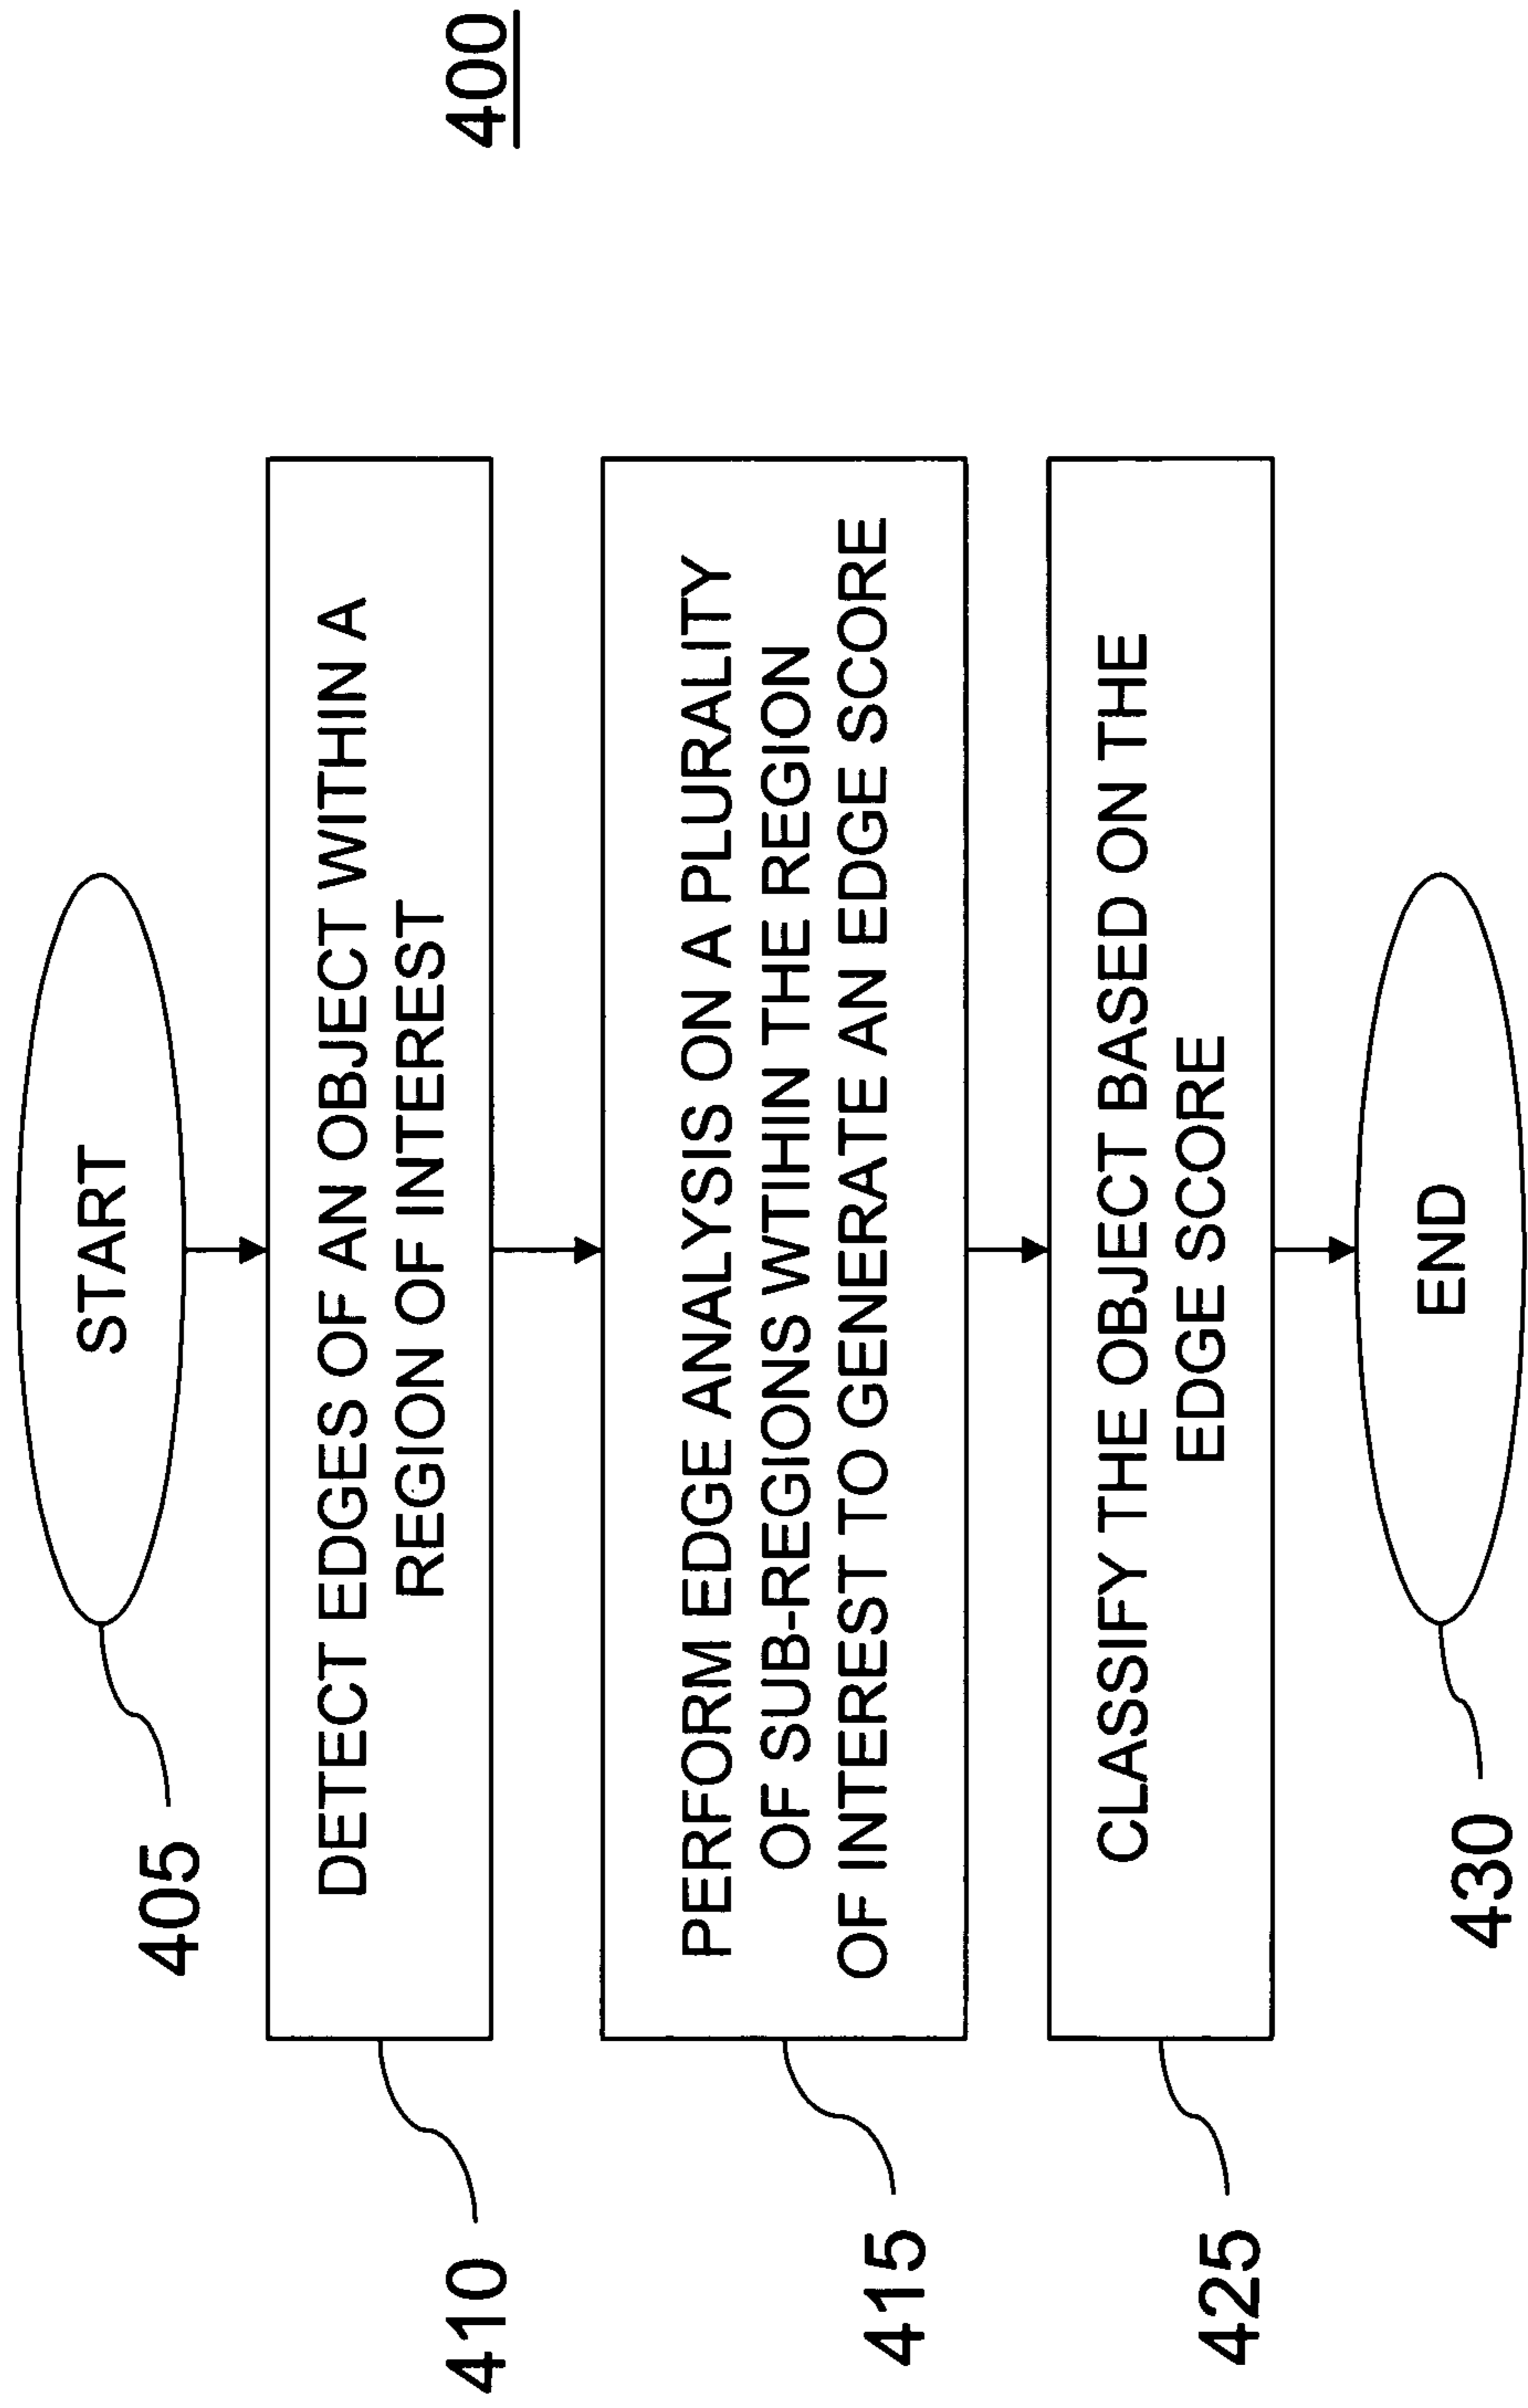 400
START
405
DETECT EDGES OF AN OBJECT WITHIN A
REGION OF INTEREST
410
PERFORM EDGE ANALYSIS ON A PLURALITY
OF SUB-REGIONS WTIHIN THE REGION
OF INTEREST TO GENERATE AN EDGE SCORE
415
CLASSIFY THE OBJECT BASED ON THE
EDGE SCORE
425
END
430